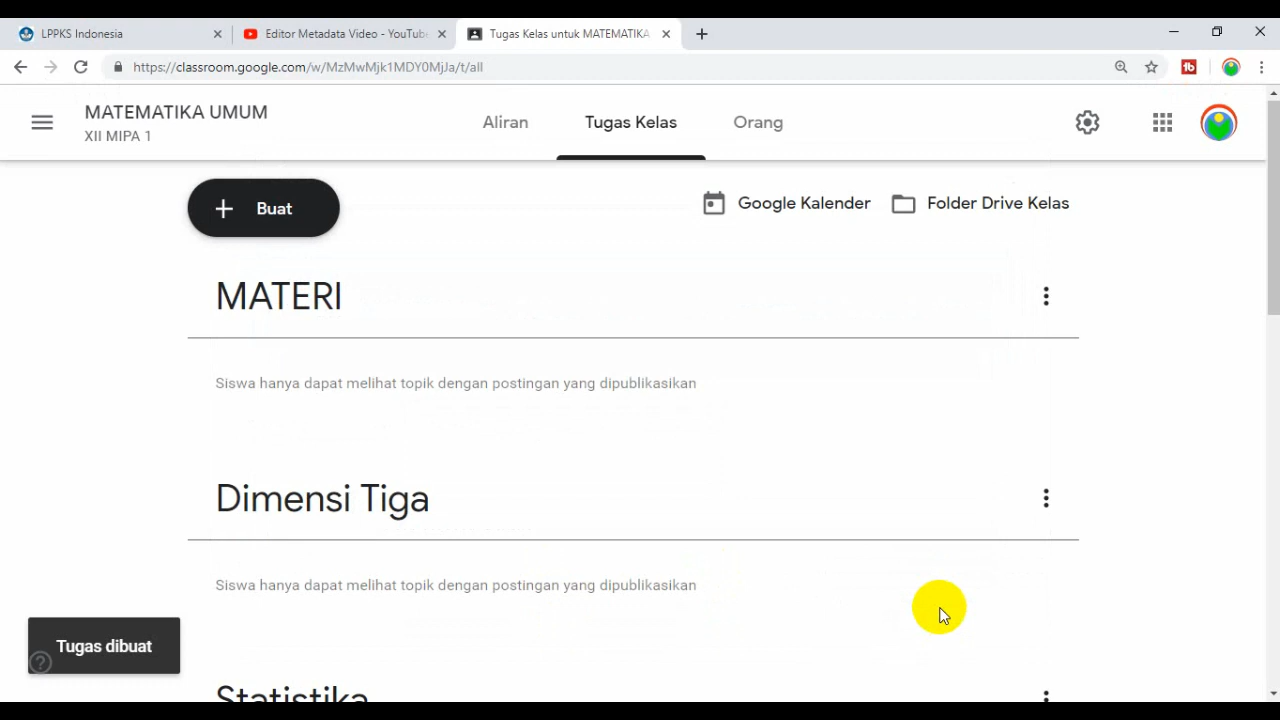 LPPKS Indonesia
Editor Metadata Video - YouTube
Tugas Kelas untuk MATEMATIKA
https://classroom.google.com/w/MzMwMjk1MDY0MjJa/t/all
MATEMATIKA UMUM
XII MIPA 1
Aliran
Tugas Kelas
Orang
Buat
Google Kalender
Folder Drive Kelas
MATERI
Siswa hanya dapat melihat topik dengan postingan yang dipublikasikan
Dimensi Tiga
Siswa hanya dapat melihat topik dengan postingan yang dipublikasikan
Tugas dibuat
Statistika